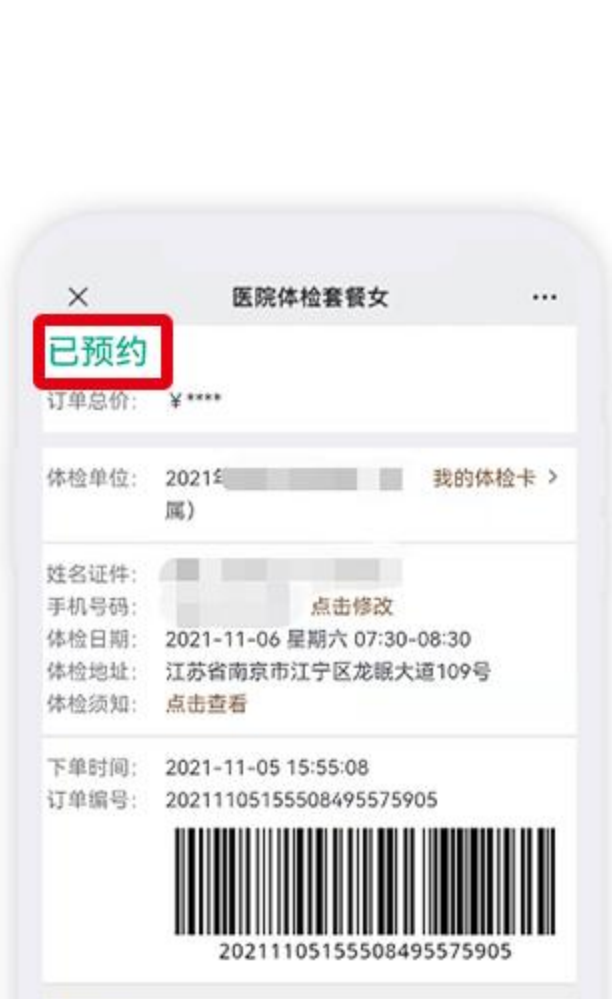 医院体检套餐女
已预约
订单总价: ¥****
体检单位: 2021 我的体检卡
属)
姓名证件:
手机号码: 点击修改
体检日期: 2021-11-06 星期六 07:30-08:30
体检地址: 江苏省南京市江宁区龙眠大道109号
体检须知: 点击查看
下单时间: 2021-11-05 15:55:08
订单编号: 20211105155508495575905
20211105155508495575905